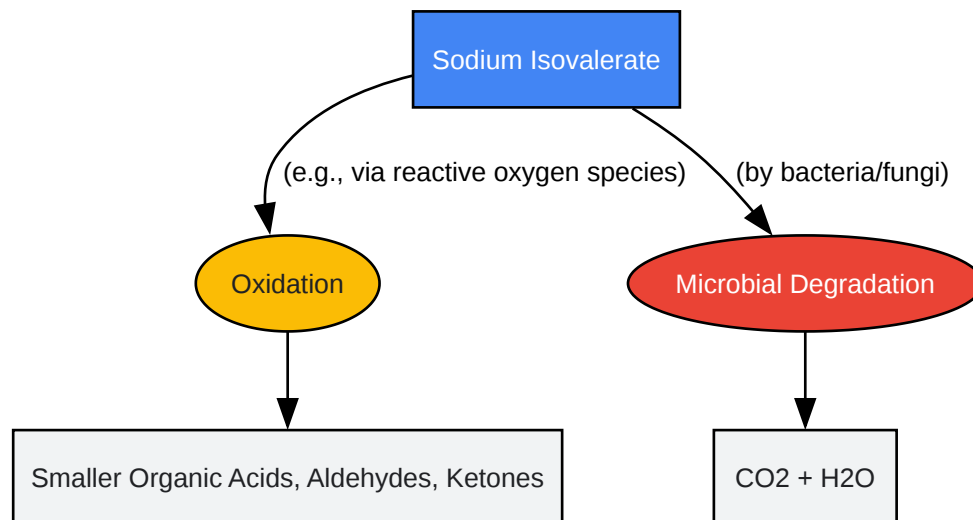 Sodium Isovalerate
(e.g., via reactive oxygen species)
(by bacteria/fungi)
Oxidation
Microbial Degradation
Smaller Organic Acids, Aldehydes, Ketones
CO2 + H2O